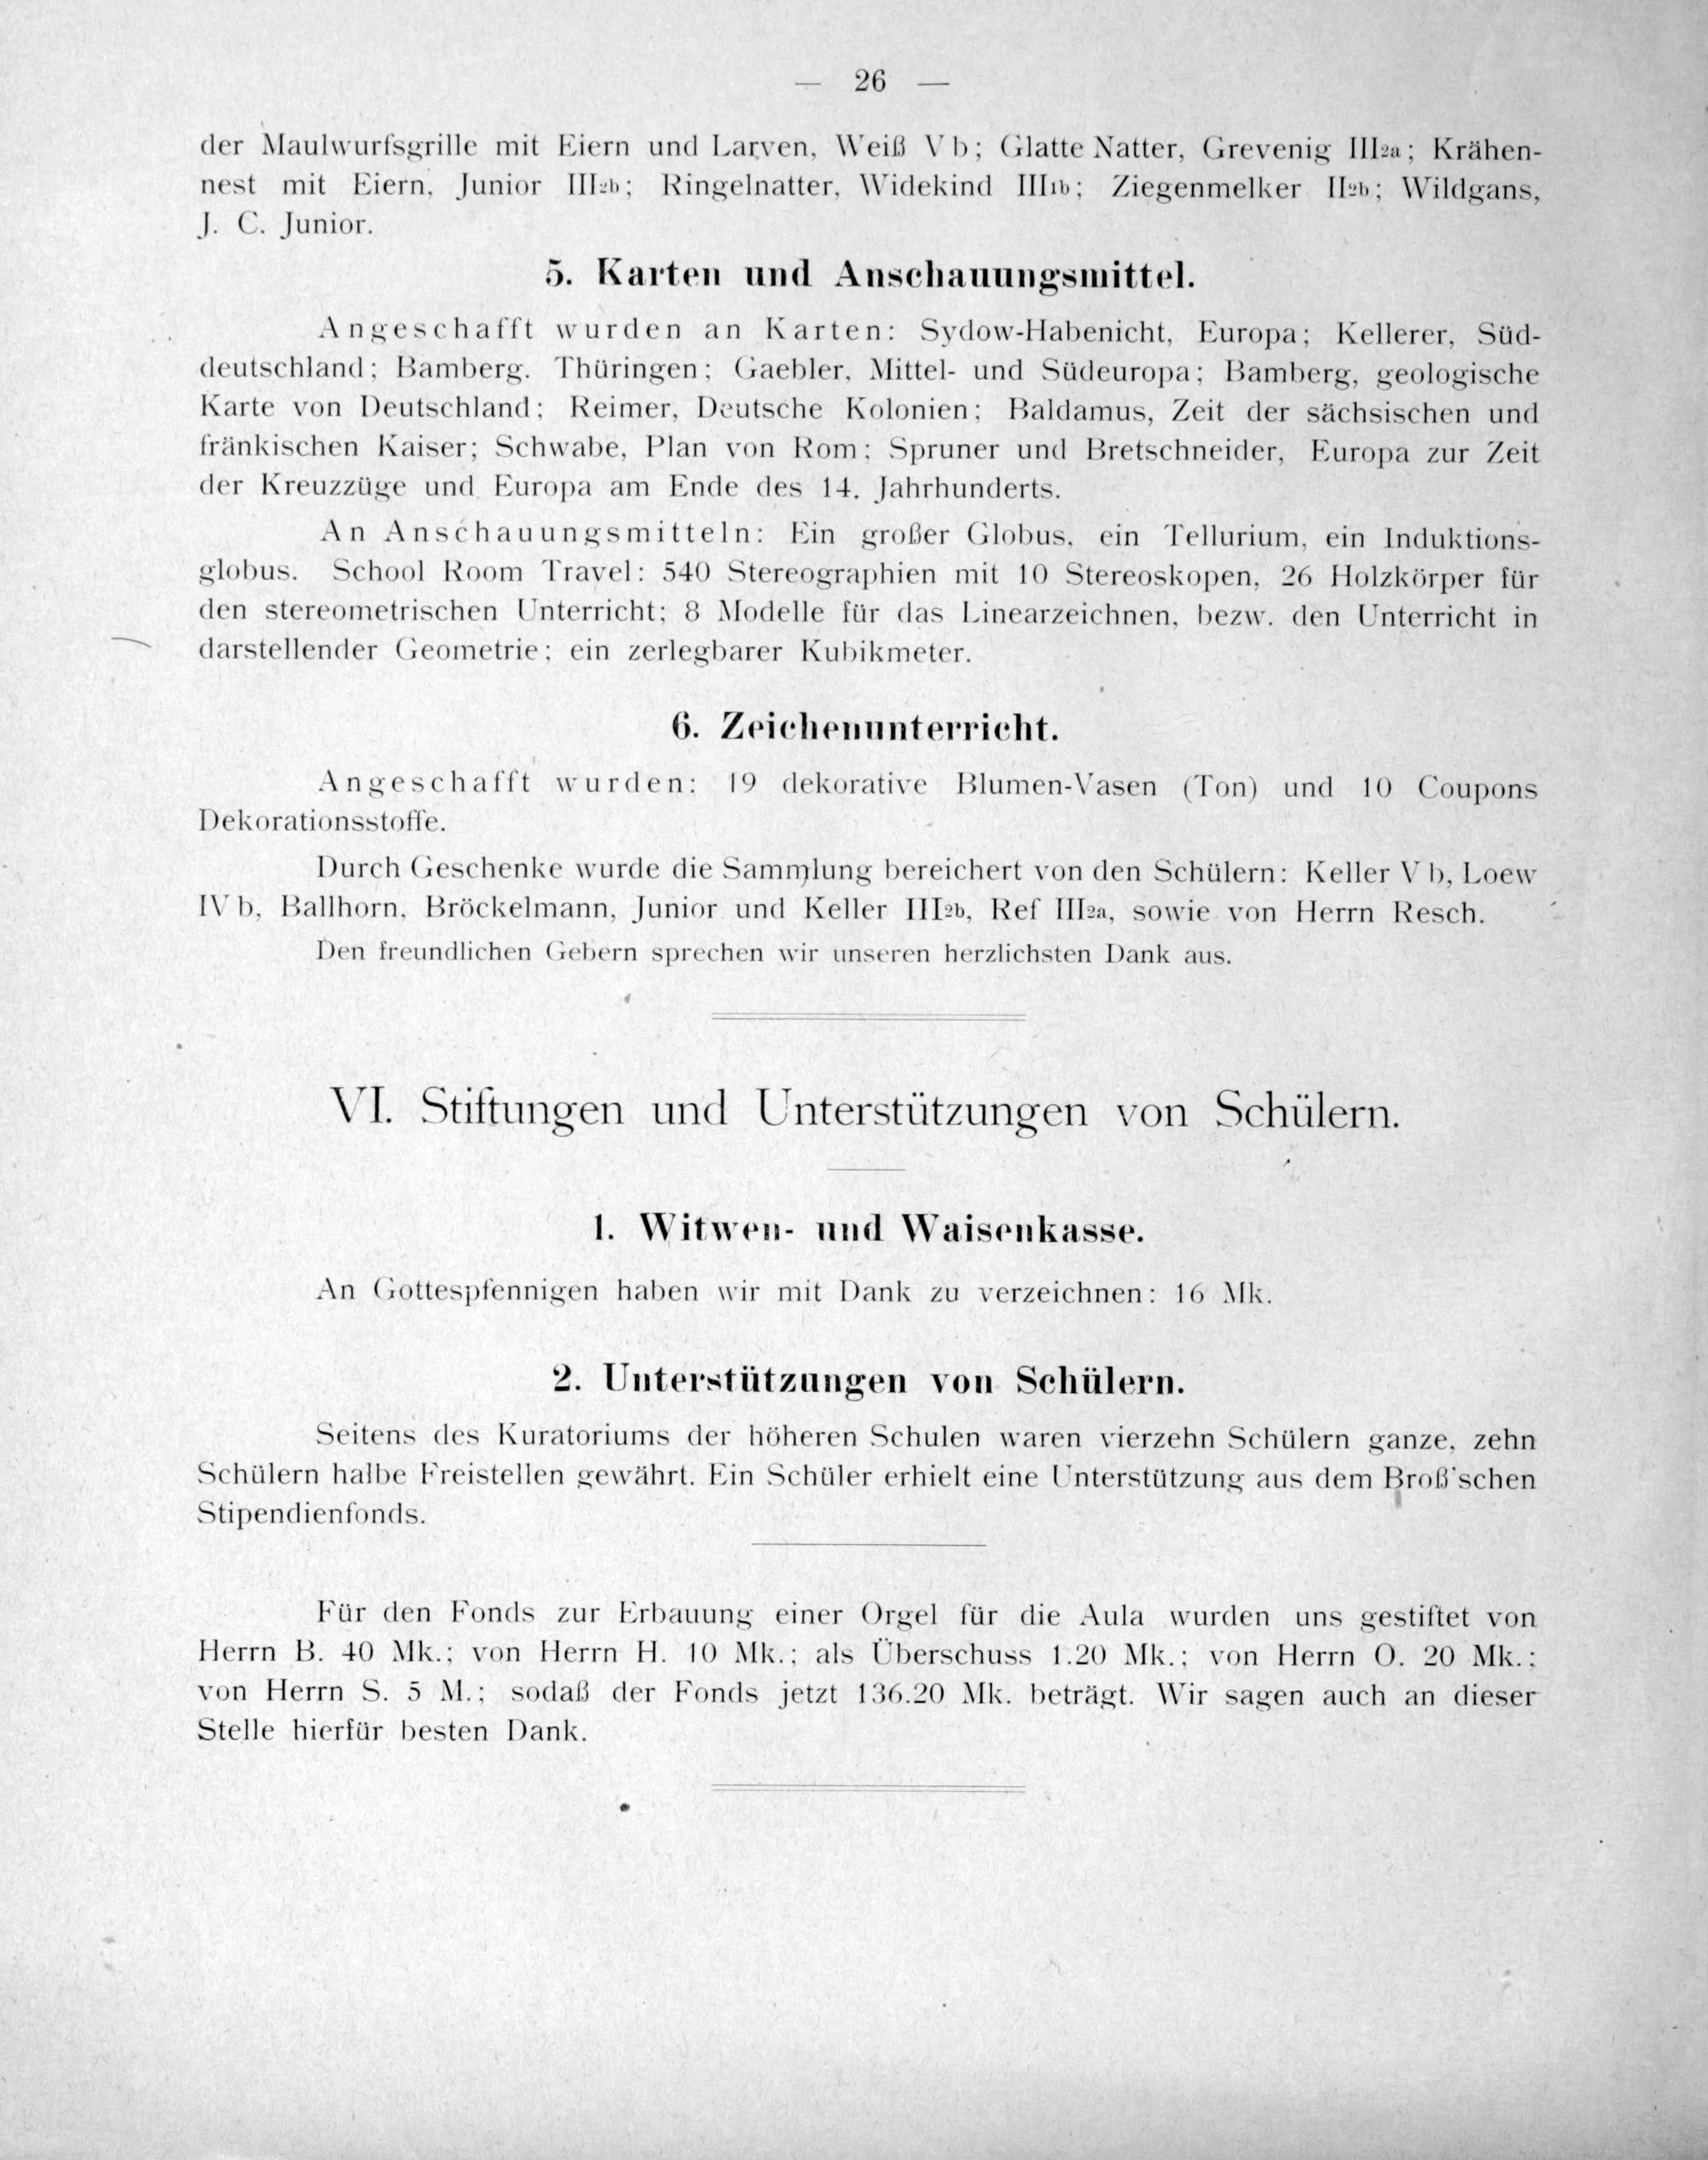 — 26 —
der Maulwurfsgrille mit Eiern und Larven, Weiß V b; Glatte Natter, Grevenig III2a; Krähen-
nest mit Eiern, Junior III2b; Ringelnatter, Widekind III1b; Ziegenmelker II2b; Wildgans,
J. C. Junior.
5. Karten und Anschauungsmittel.
Angeschafft wurden an Karten: Sydow-Habenicht, Europa; Kellerer, Süd-
deutschland; Bamberg. Thüringen; Gaebler, Mittel- und Südeuropa; Bamberg, geologische
Karte von Deutschland; Reimer, Deutsche Kolonien; Baldamus, Zeit der sächsischen und
fränkischen Kaiser; Schwabe, Plan von Rom; Spruner und Bretschneider, Europa zur Zeit
der Kreuzzüge und Europa am Ende des 14. Jahrhunderts.
An Anschauungsmitteln: Ein großer Globus, ein Tellurium, ein Induktions-
globus. School Room Travel: 540 Stereographien mit 10 Stereoskopen, 26 Holzkörper für
den stereometrischen Unterricht; 8 Modelle für das Linearzeichnen, bezw. den Unterricht in
darstellender Geometrie; ein zerlegbarer Kubikmeter.
6. Zeichenunterricht.
Angeschafft wurden: 19 dekorative Blumen-Vasen (Ton) und 10 Coupons
Dekorationsstoffe.
Durch Geschenke wurde die Sammlung bereichert von den Schülern: Keller V b, Loew
IV b, Ballhorn, Bröckelmann, Junior und Keller III2b, Ref III2a, sowie von Herrn Resch.
Den freundlichen Gebern sprechen wir unseren herzlichsten Dank aus.
VI. Stiftungen und Unterstützungen von Schülern.
1. Witwen- und Waisenkasse.
An Gottespfennigen haben wir mit Dank zu verzeichnen: 16 Mk.
2. Unterstützungen von Schülern.
Seitens des Kuratoriums der höheren Schulen waren vierzehn Schülern ganze, zehn
Schülern halbe Freistellen gewährt. Ein Schüler erhielt eine Unterstützung aus dem Broß'schen
Stipendienfonds.
Für den Fonds zur Erbauung einer Orgel für die Aula wurden uns gestiftet von
Herrn B. 40 Mk.; von Herrn H. 10 Mk.; als Überschuss 1.20 Mk.; von Herrn O. 20 Mk.;
von Herrn S. 5 M.; sodaß der Fonds jetzt 136.20 Mk. beträgt. Wir sagen auch an dieser
Stelle hierfür besten Dank.